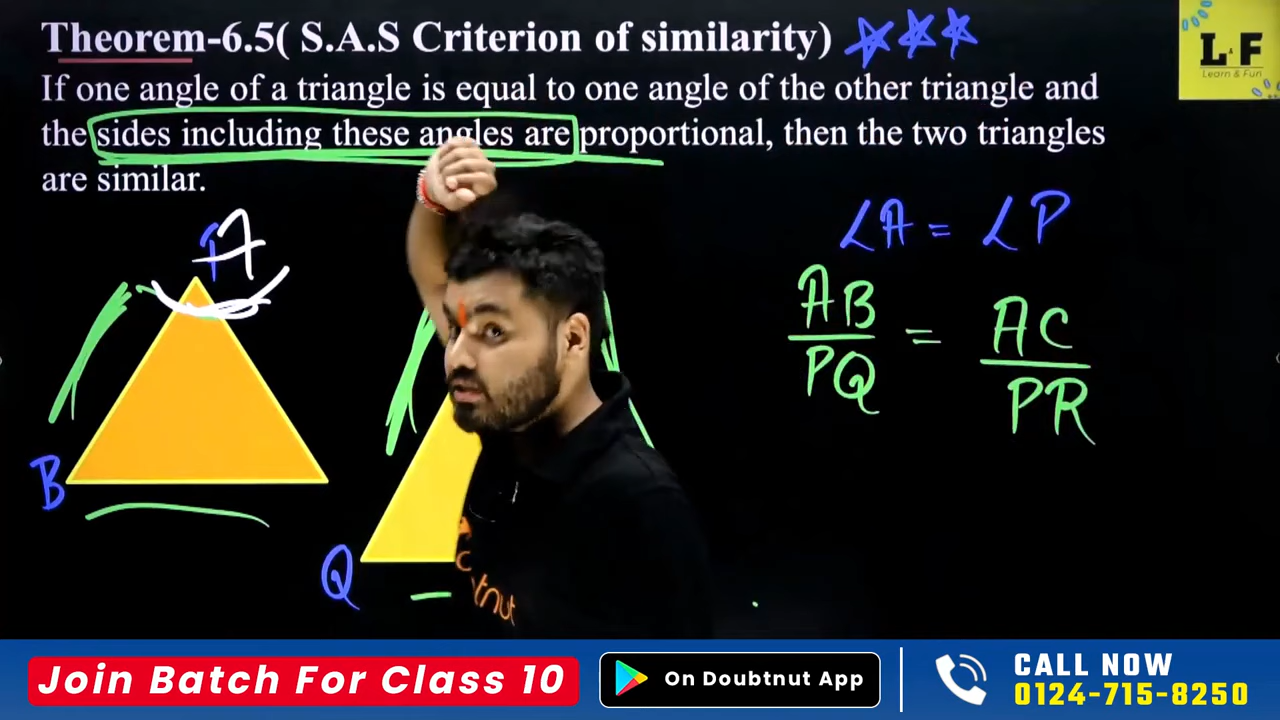 Theorem-6.5( S.A.S Criterion of similarity)
L&F
Learn & Fun
If one angle of a triangle is equal to one angle of the other triangle and
the sides including these angles are proportional, then the two triangles
are similar.
∠A = ∠P
A
AB/PQ = AC/PR
B
Q
tnut
Join Batch For Class 10
On Doubtnut App
CALL NOW
0124-715-8250